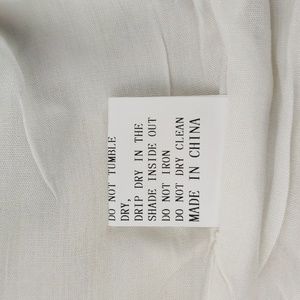 DO NOT TUMBLE
DRY,
DRIP DRY IN THE
SHADE INSIDE OUT
DO NOT IRON
DO NOT DRY CLEAN
MADE IN CHINA